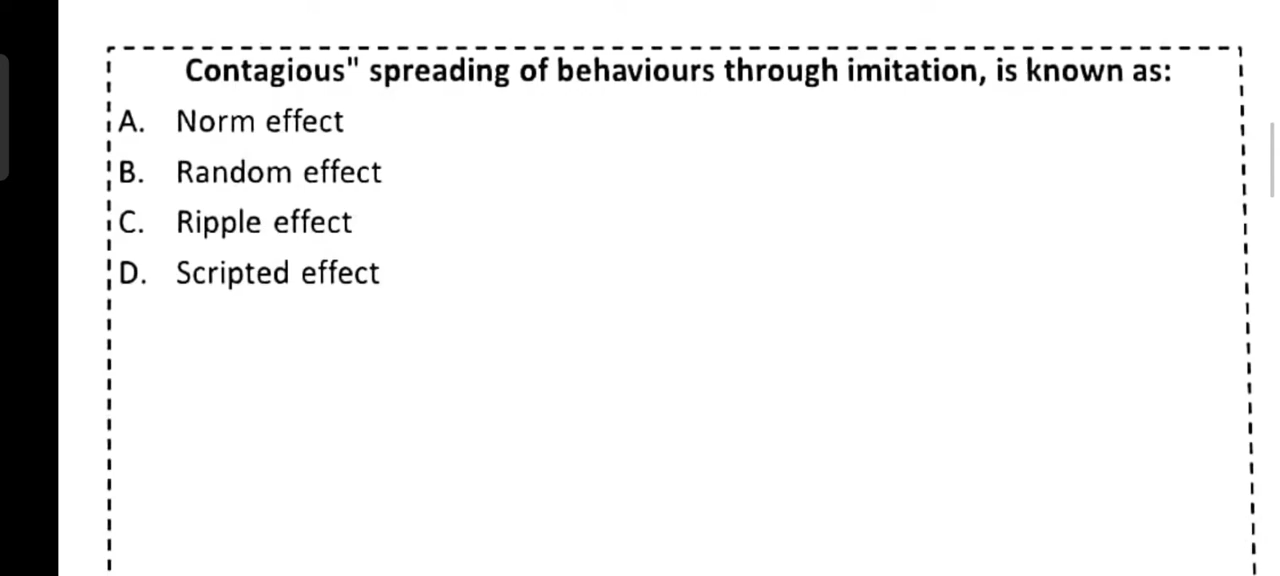 Contagious" spreading of behaviours through imitation, is known as:
A. Norm effect
B. Random effect
C. Ripple effect
D. Scripted effect